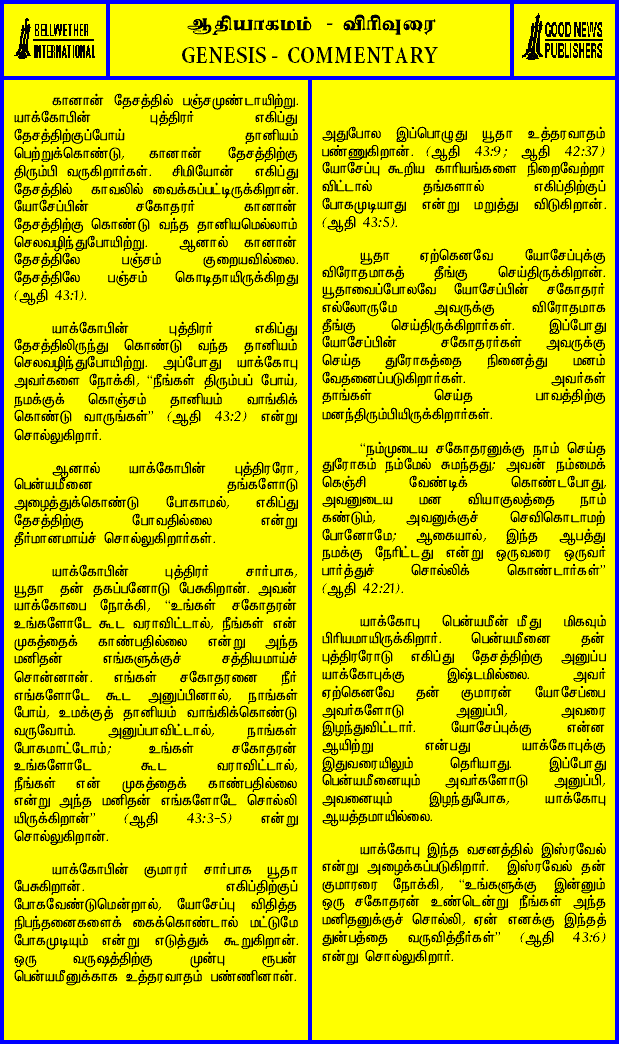 BELLWETHER
INTERNATIONAL
ஆதியாகமம் - விரிவுரை
GENESIS - COMMENTARY
GOOD NEWS
PUBLISHERS
கானான் தேசத்தில் பஞ்சமுண்டாயிற்று.
யாக்கோபின் புத்திரர் எகிப்து
தேசத்திற்குப்போய் தானியம்
பெற்றுக்கொண்டு, கானான் தேசத்திற்கு
திரும்பி வருகிறார்கள். சிமியோன் எகிப்து
தேசத்தில் காவலில் வைக்கப்பட்டிருக்கிறான்.
யோசேப்பின் சகோதரர் கானான்
தேசத்திற்கு கொண்டு வந்த தானியமெல்லாம்
செலவழிந்துபோயிற்று. ஆனால் கானான்
தேசத்திலே பஞ்சம் குறையவில்லை.
தேசத்திலே பஞ்சம் கொடிதாயிருக்கிறது
(ஆதி 43:1).
யாக்கோபின் புத்திரர் எகிப்து
தேசத்திலிருந்து கொண்டு வந்த தானியம்
செலவழிந்துபோயிற்று. அப்போது யாக்கோபு
அவர்களை நோக்கி, “நீங்கள் திரும்பப் போய்,
நமக்குக் கொஞ்சம் தானியம் வாங்கிக்
கொண்டு வாருங்கள்” (ஆதி 43:2) என்று
சொல்லுகிறார்.
ஆனால் யாக்கோபின் புத்திரரோ,
பென்யமீனை தங்களோடு
அழைத்துக்கொண்டு போகாமல், எகிப்து
தேசத்திற்கு போவதில்லை என்று
தீர்மானமாய்ச் சொல்லுகிறார்கள்.
யாக்கோபின் புத்திரர் சார்பாக,
யூதா தன் தகப்பனோடு பேசுகிறான். அவன்
யாக்கோபை நோக்கி, “உங்கள் சகோதரன்
உங்களோடே கூட வராவிட்டால், நீங்கள் என்
முகத்தைக் காண்பதில்லை என்று அந்த
மனிதன் எங்களுக்குச் சத்தியமாய்ச்
சொன்னான். எங்கள் சகோதரனை நீர்
எங்களோடே கூட அனுப்பினால், நாங்கள்
போய், உமக்குத் தானியம் வாங்கிக்கொண்டு
வருவோம். அனுப்பாவிட்டால், நாங்கள்
போகமாட்டோம்; உங்கள் சகோதரன்
உங்களோடே கூட வராவிட்டால்,
நீங்கள் என் முகத்தைக் காண்பதில்லை
என்று அந்த மனிதன் எங்களோடே சொல்லி
யிருக்கிறான்” (ஆதி 43:3-5) என்று
சொல்லுகிறான்.
யாக்கோபின் குமாரர் சார்பாக யூதா
பேசுகிறான். எகிப்திற்குப்
போகவேண்டுமென்றால், யோசேப்பு விதித்த
நிபந்தனைகளைக் கைக்கொண்டால் மட்டுமே
போகமுடியும் என்று எடுத்துக் கூறுகிறான்.
ஒரு வருஷத்திற்கு முன்பு ரூபன்
பென்யமீனுக்காக உத்தரவாதம் பண்ணினான்.
அதுபோல இப்பொழுது யூதா உத்தரவாதம்
பண்ணுகிறான். (ஆதி 43:9; ஆதி 42:37)
யோசேப்பு கூறிய காரியங்களை நிறைவேற்றா
விட்டால் தங்களால் எகிப்திற்குப்
போகமுடியாது என்று மறுத்து விடுகிறான்.
(ஆதி 43:5).
யூதா ஏற்கெனவே யோசேப்புக்கு
விரோதமாகத் தீங்கு செய்திருக்கிறான்.
யூதாவைப்போலவே யோசேப்பின் சகோதரர்
எல்லோருமே அவருக்கு விரோதமாக
தீங்கு செய்திருக்கிறார்கள். இப்போது
யோசேப்பின் சகோதரர்கள் அவருக்கு
செய்த துரோகத்தை நினைத்து மனம்
வேதனைப்படுகிறார்கள். அவர்கள்
தாங்கள் செய்த பாவத்திற்கு
மனந்திரும்பியிருக்கிறார்கள்.
“நம்முடைய சகோதரனுக்கு நாம் செய்த
துரோகம் நம்மேல் சுமந்தது; அவன் நம்மைக்
கெஞ்சி வேண்டிக் கொண்டபோது,
அவனுடைய மன வியாகுலத்தை நாம்
கண்டும், அவனுக்குச் செவிகொடாமற்
போனோமே; ஆகையால், இந்த ஆபத்து
நமக்கு நேரிட்டது என்று ஒருவரை ஒருவர்
பார்த்துச் சொல்லிக் கொண்டார்கள்”
(ஆதி 42:21).
யாக்கோபு பென்யமீன் மீது மிகவும்
பிரியமாயிருக்கிறார். பென்யமீனை தன்
புத்திரரோடு எகிப்து தேசத்திற்கு அனுப்ப
யாக்கோபுக்கு இஷ்டமில்லை. அவர்
ஏற்கெனவே தன் குமாரன் யோசேப்பை
அவர்களோடு அனுப்பி, அவரை
இழந்துவிட்டார். யோசேப்புக்கு என்ன
ஆயிற்று என்பது யாக்கோபுக்கு
இதுவரையிலும் தெரியாது. இப்போது
பென்யமீனையும் அவர்களோடு அனுப்பி,
அவனையும் இழந்துபோக, யாக்கோபு
ஆயத்தமாயில்லை.
யாக்கோபு இந்த வசனத்தில் இஸ்ரவேல்
என்று அழைக்கப்படுகிறார். இஸ்ரவேல் தன்
குமாரரை நோக்கி, “உங்களுக்கு இன்னும்
ஒரு சகோதரன் உண்டென்று நீங்கள் அந்த
மனிதனுக்குச் சொல்லி, ஏன் எனக்கு இந்தத்
துன்பத்தை வருவித்தீர்கள்” (ஆதி 43:6)
என்று சொல்லுகிறார்.